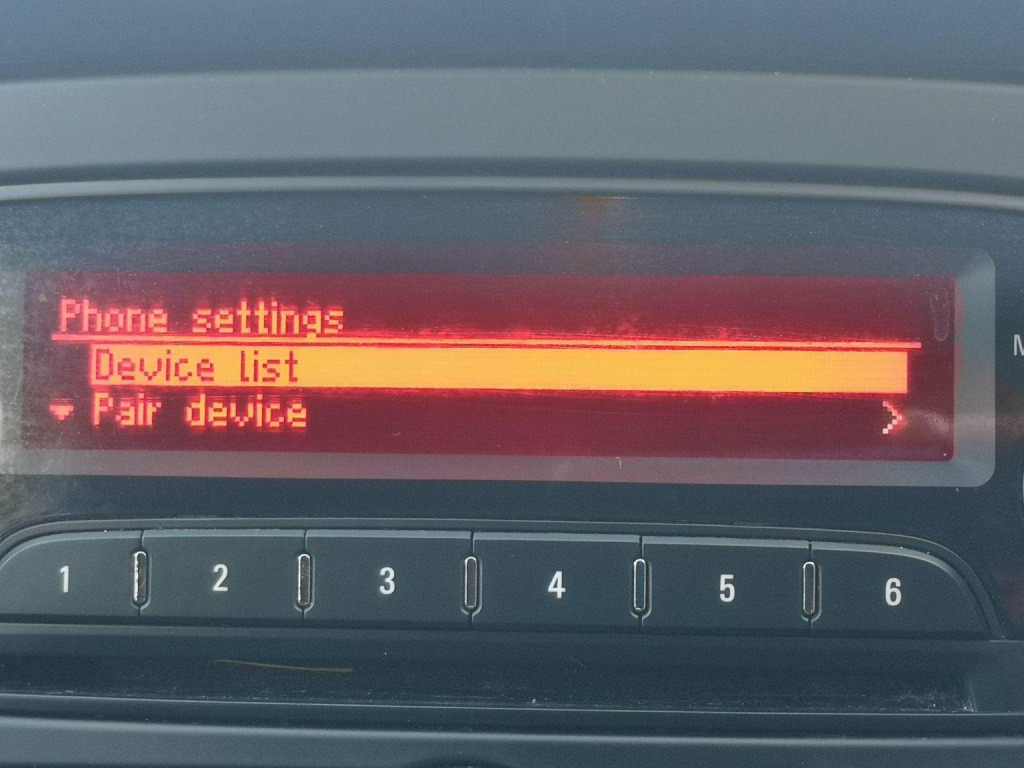 Phone settings
Device list
Pair device
M
1 2 3 4 5 6